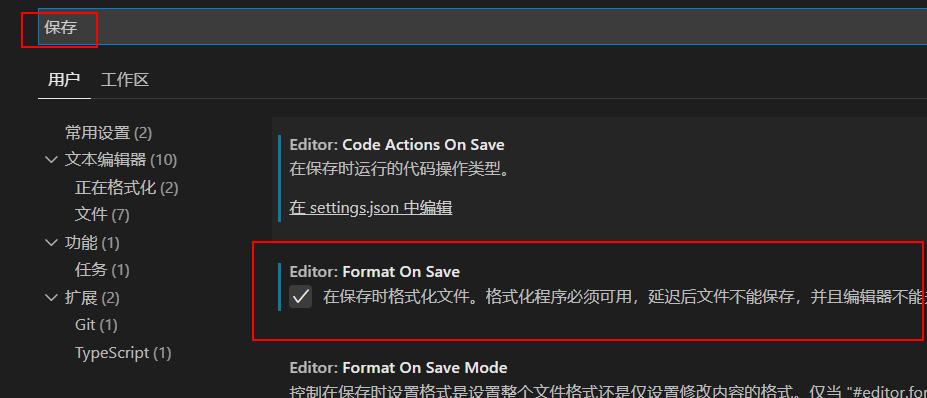 保存
用户 工作区
常用设置 (2)
文本编辑器 (10)
正在格式化 (2)
文件 (7)
功能 (1)
任务 (1)
扩展 (2)
Git (1)
TypeScript (1)
Editor: Code Actions On Save
在保存时运行的代码操作类型。
在 settings.json 中编辑
Editor: Format On Save
在保存时格式化文件。格式化程序必须可用，延迟后文件不能保存，并且编辑器不能
Editor: Format On Save Mode
控制在保存时设置格式是设置整个文件格式还是仅设置修改内容的格式。仅当 "#editor.for